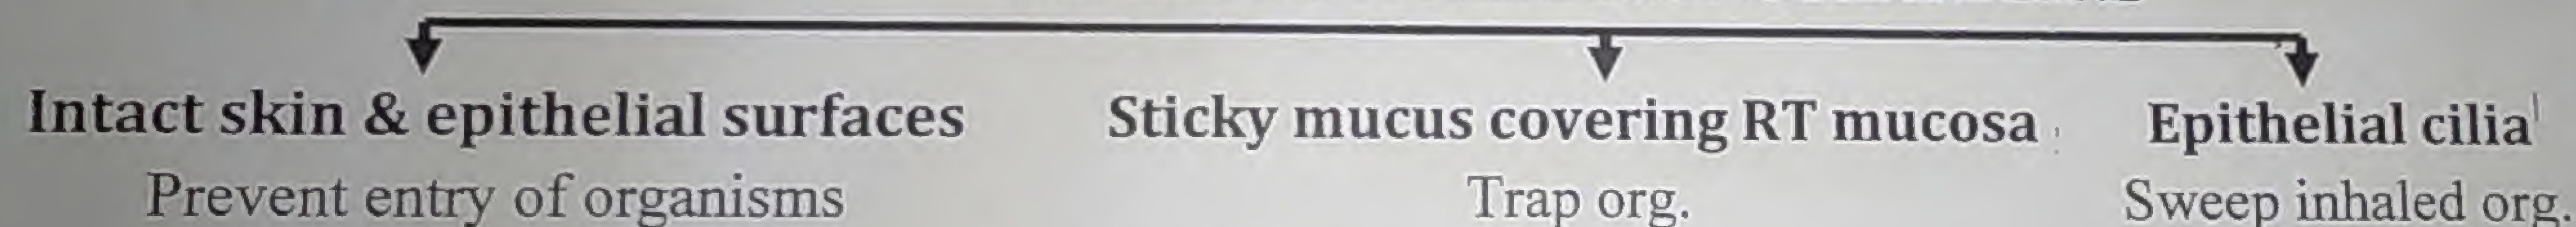 Intact skin & epithelial surfaces Sticky mucus covering RT mucosa Epithelial cilia
Prevent entry of organisms Trap org. Sweep inhaled org.